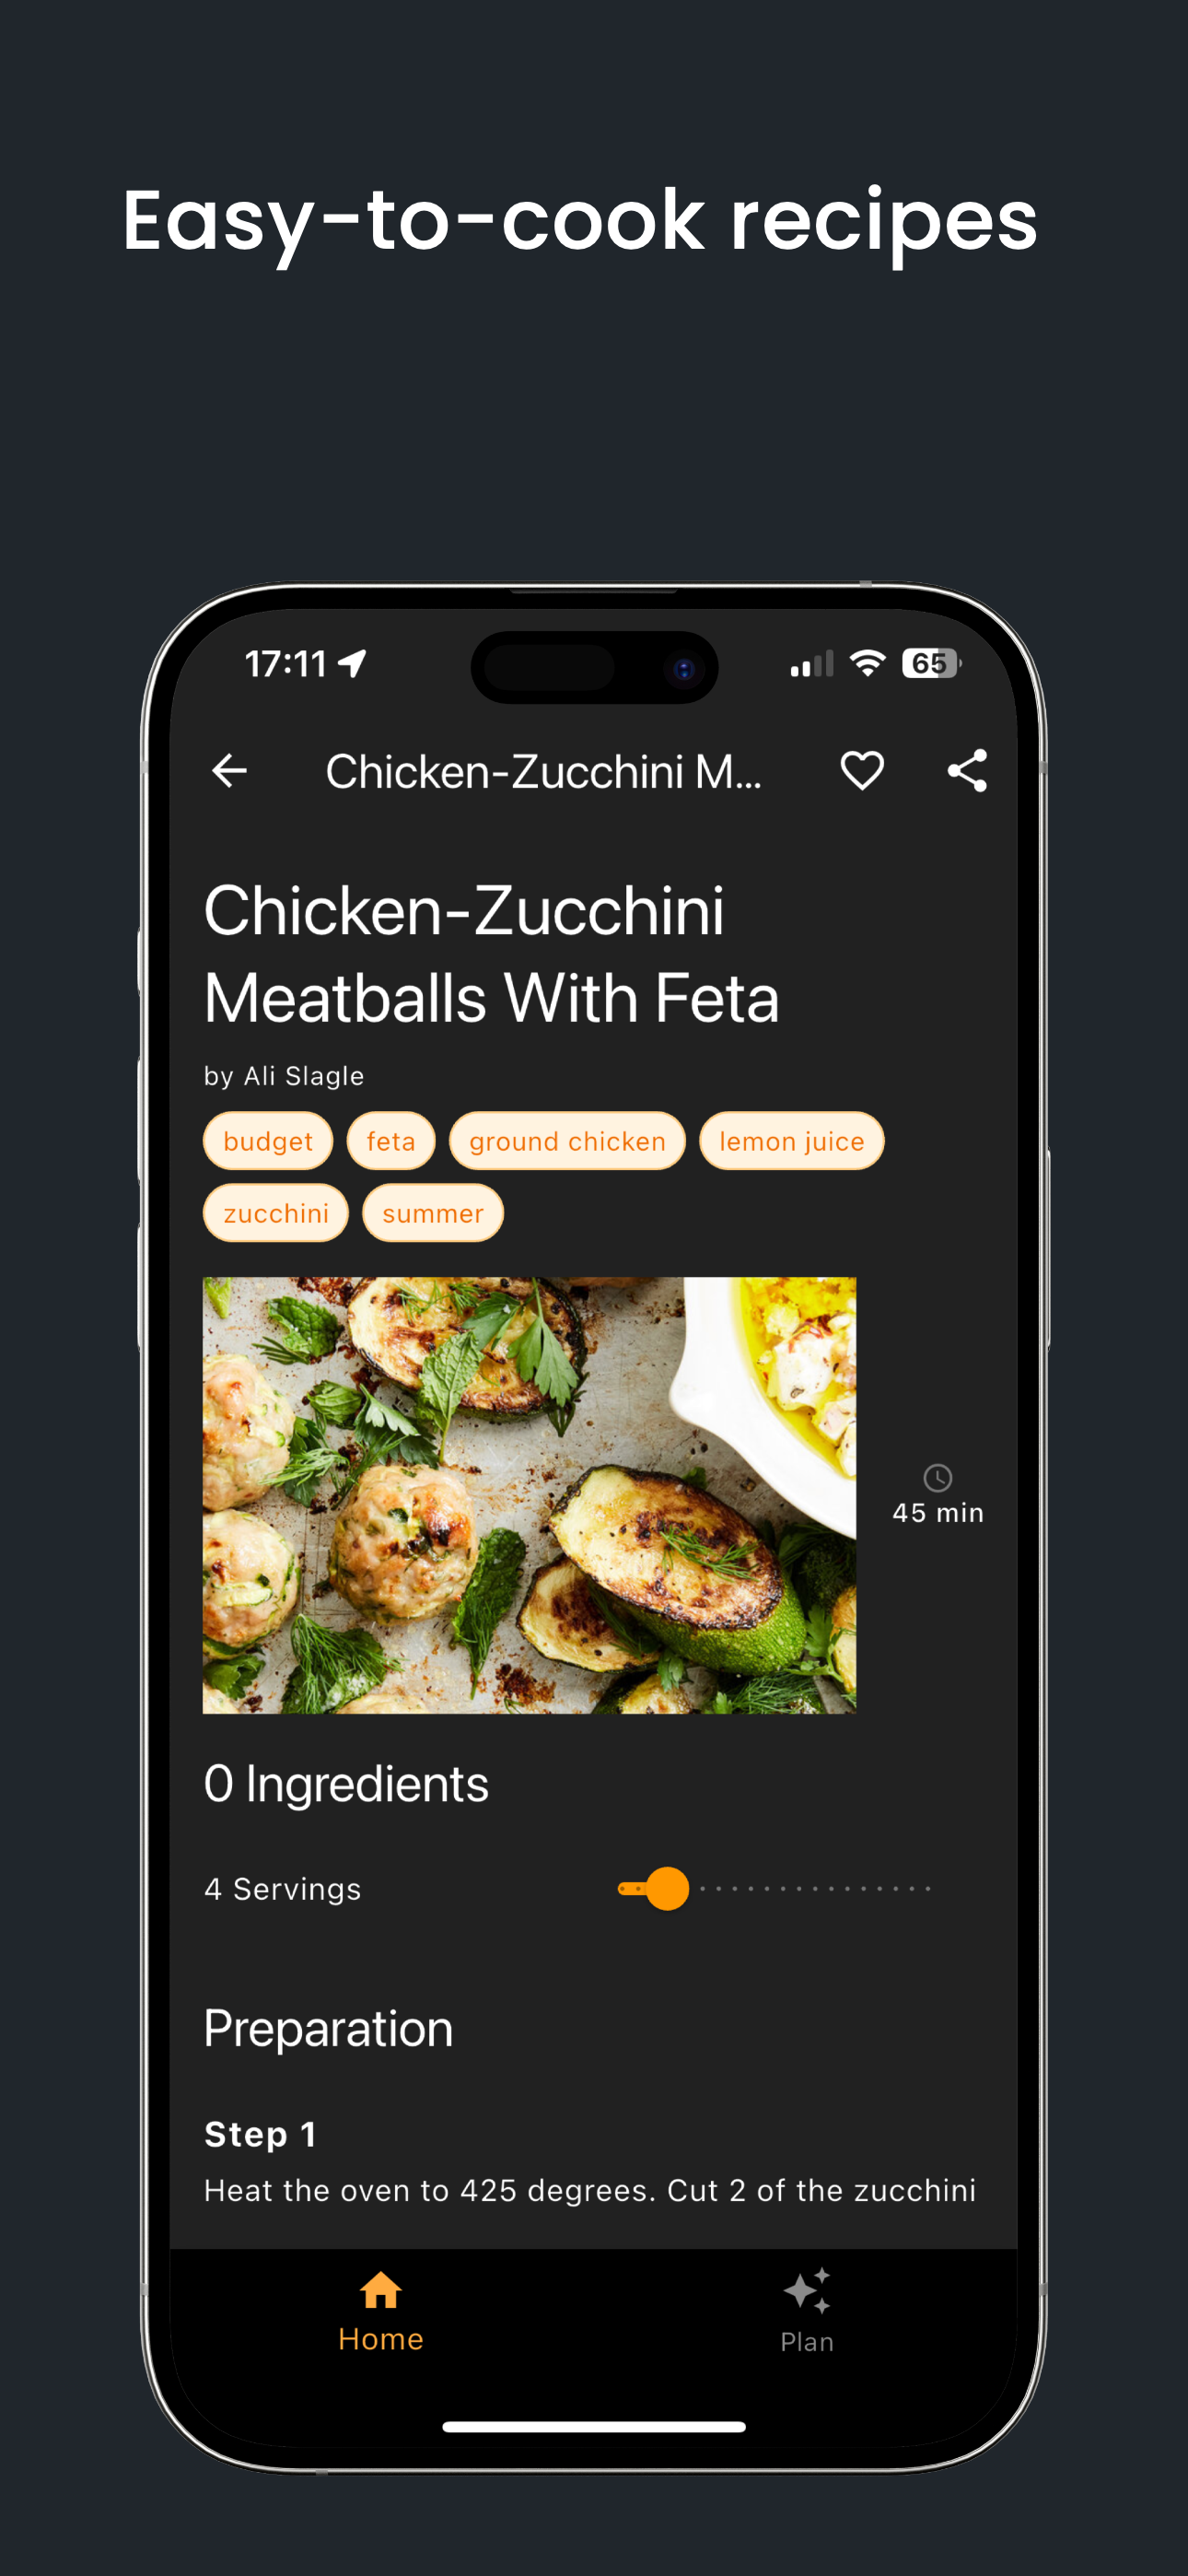 Easy-to-cook recipes
17:11
65
Chicken-Zucchini M...
Chicken-Zucchini
Meatballs With Feta
by Ali Slagle
budget feta ground chicken lemon juice
zucchini summer
45 min
0 Ingredients
4 Servings
Preparation
Step 1
Heat the oven to 425 degrees. Cut 2 of the zucchini
Home Plan